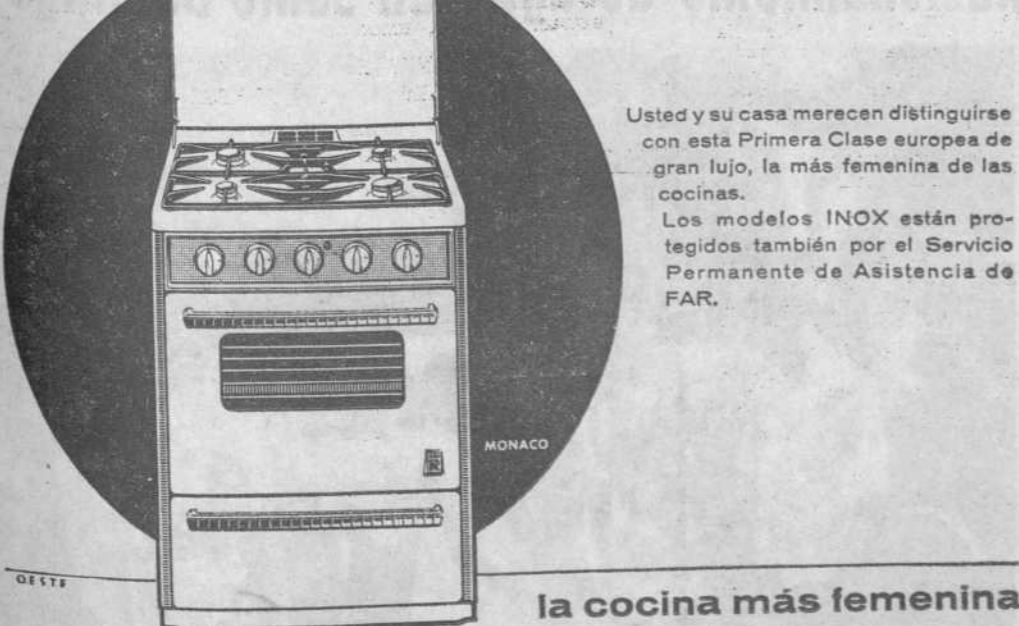 Usted y su casa merecen distinguirse
con esta Primera Clase europea de
gran lujo, la más femenina de las
cocinas.
Los modelos INOX están pro-
tegidos también por el Servicio
Permanente de Asistencia de
FAR.
MONACO
OESTE
la cocina más femenina